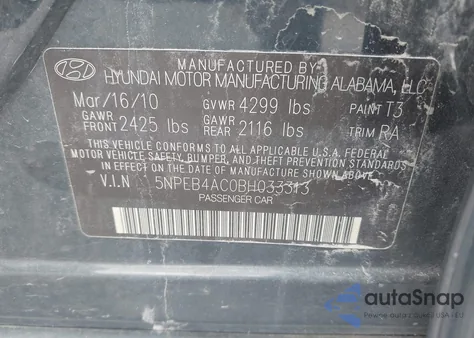 MANUFACTURED BY
HYUNDAI MOTOR MANUFACTURING ALABAMA, LLC
Mar/16/10 GVWR 4299 lbs PAINT T3
GAWR FRONT 2425 lbs GAWR REAR 2116 lbs TRIM RA
THIS VEHICLE CONFORMS TO ALL APPLICABLE U.S.A. FEDERAL
MOTOR VEHICLE SAFETY, BUMPER, AND THEFT PREVENTION
STANDARDS IN EFFECT ON THE DATE OF MANUFACTURE SHOWN ABOVE.
V.I.N 5NPEB4AC0BH033313
PASSENGER CAR
autoSnap